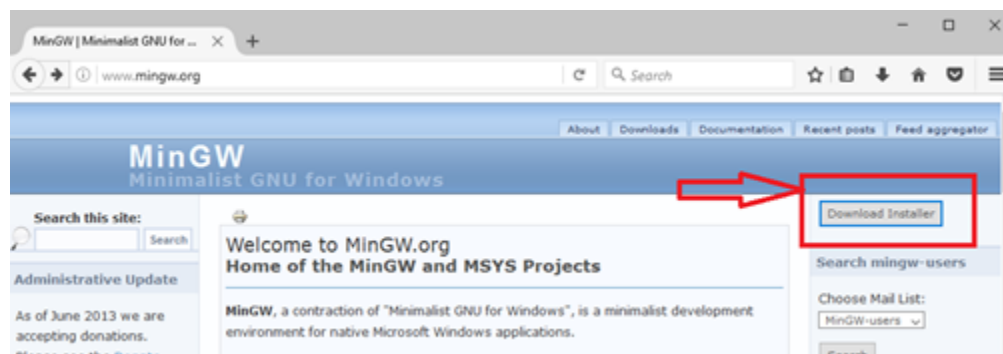 MinGW | Minimalist GNU for ...
www.mingw.org
Search
About Downloads Documentation Recent posts Feed aggregator
MinGW
Minimalist GNU for Windows
Search this site:
Search
Administrative Update
As of June 2013 we are
accepting donations.
Welcome to MinGW.org
Home of the MinGW and MSYS Projects
MinGW, a contraction of "Minimalist GNU for Windows", is a minimalist development
environment for native Microsoft Windows applications.
Download Installer
Search mingw-users
Choose Mail List:
MinGW-users
Search